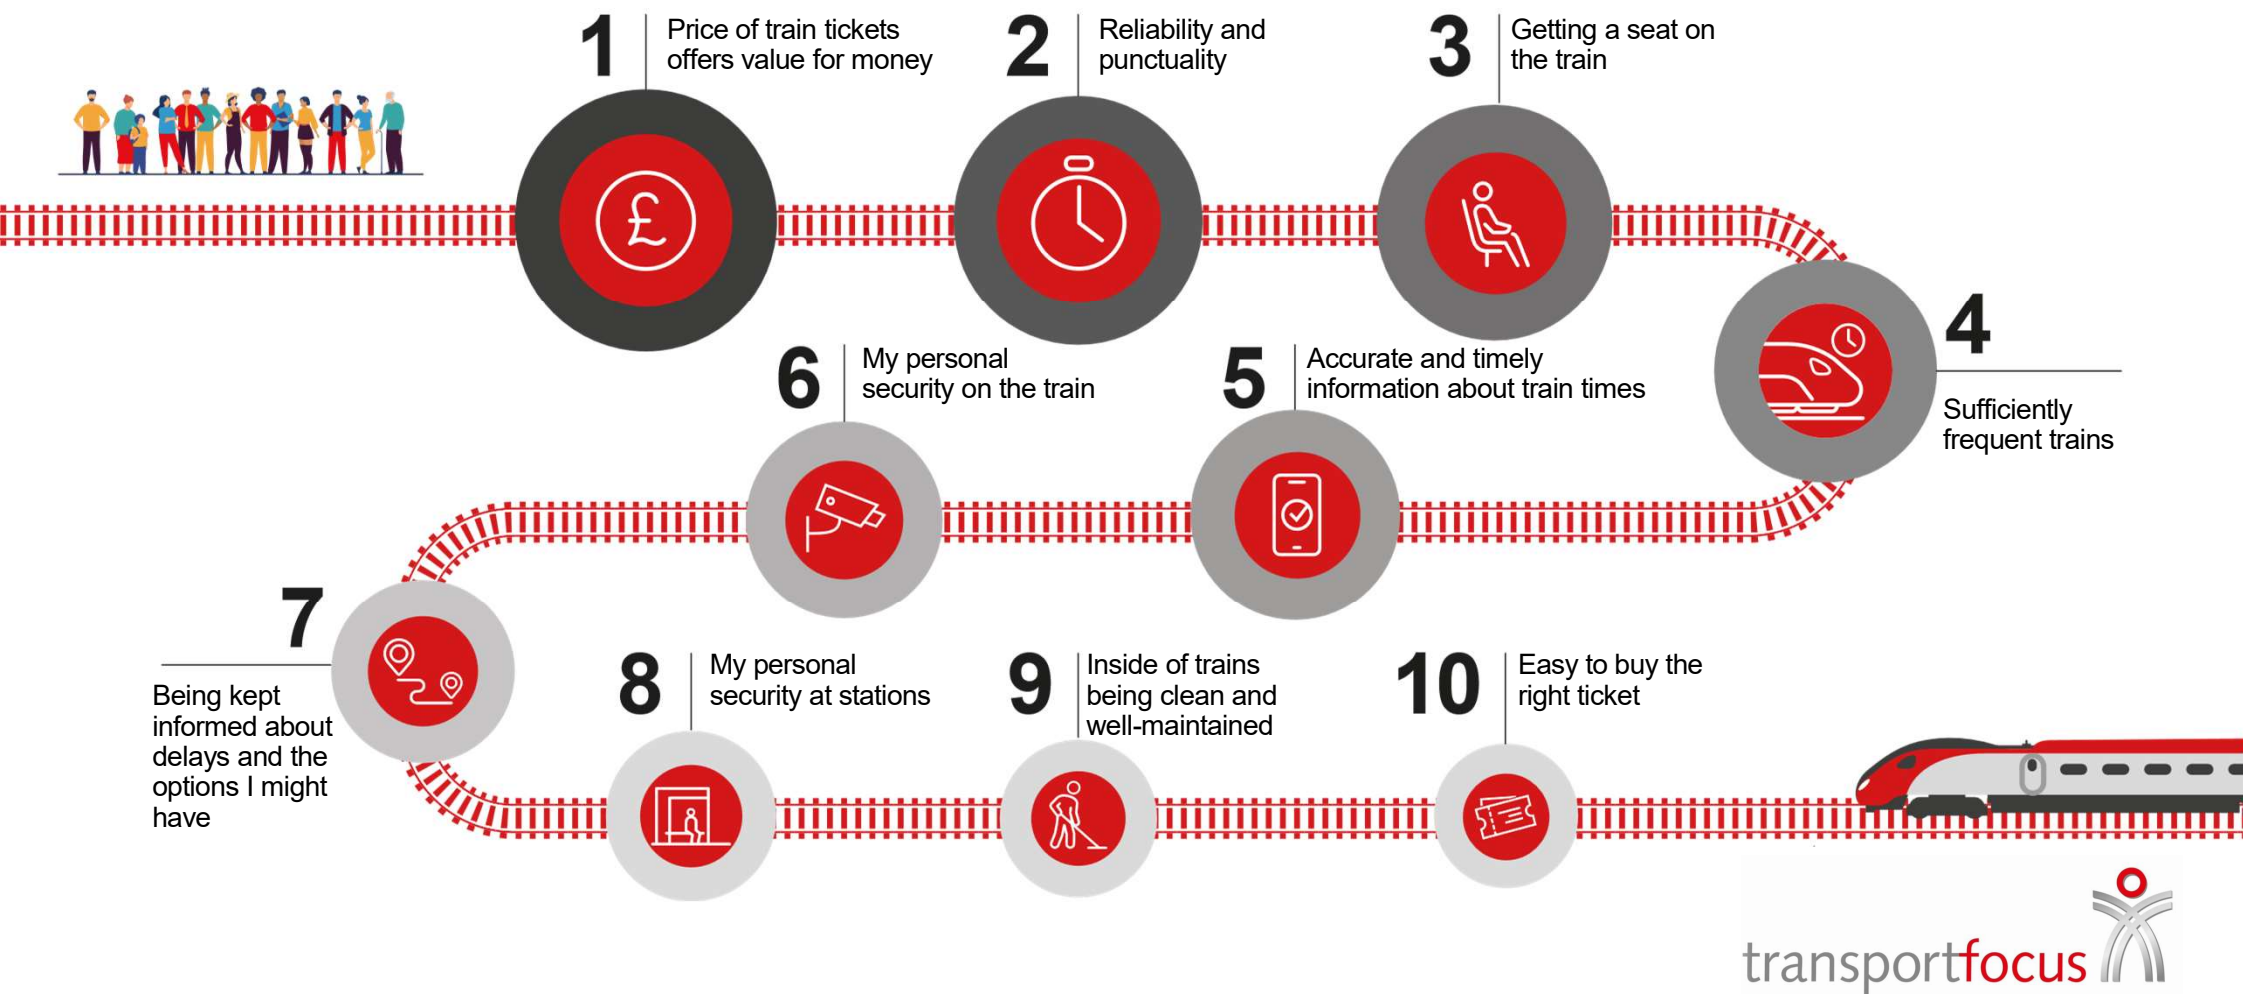 1
Price of train tickets
offers value for money
2
Reliability and
punctuality
3
Getting a seat on
the train
£
4
Sufficiently
frequent trains
5
Accurate and timely
information about train times
6
My personal
security on the train
7
Being kept
informed about
delays and the
options I might
have
8
My personal
security at stations
9
Inside of trains
being clean and
well-maintained
10
Easy to buy the
right ticket
transportfocus